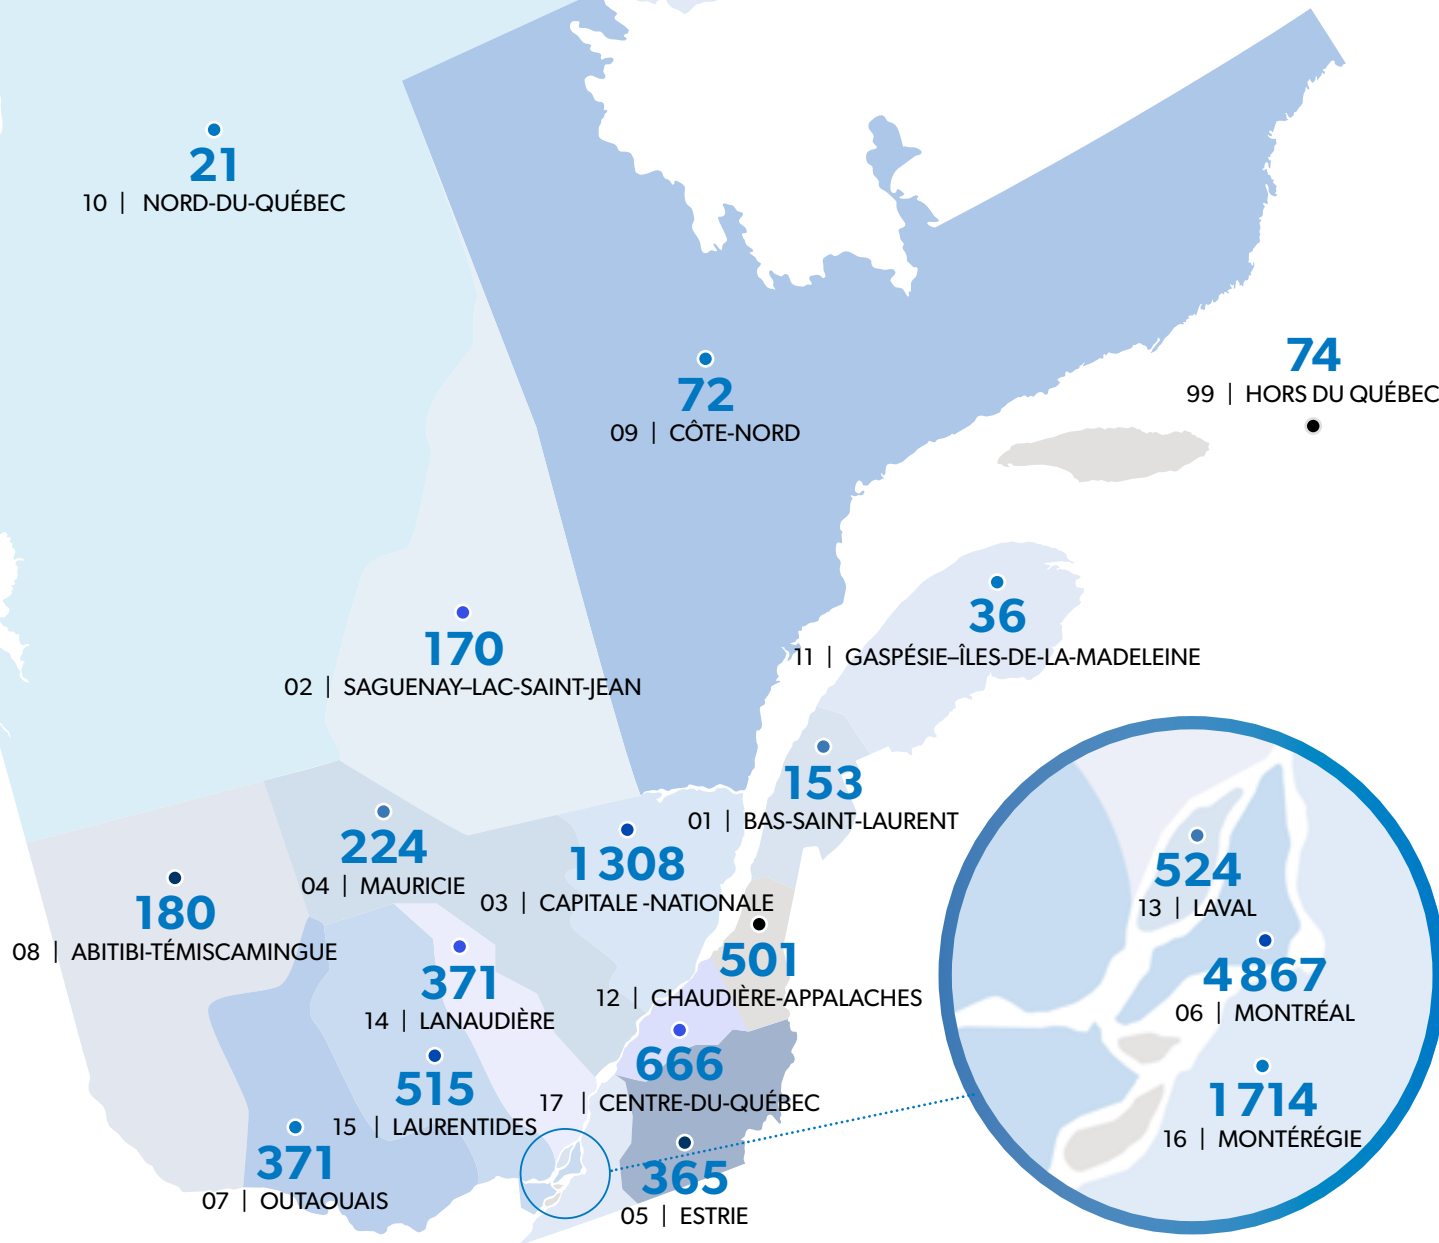 21
10 | NORD-DU-QUÉBEC
74
99 | HORS DU QUÉBEC
72
09 | CÔTE-NORD
36
11 | GASPÉSIE–ÎLES-DE-LA-MADELEINE
170
02 | SAGUENAY–LAC-SAINT-JEAN
153
01 | BAS-SAINT-LAURENT
224
04 | MAURICIE
1 308
03 | CAPITALE -NATIONALE
180
08 | ABITIBI-TÉMISCAMINGUE
501
12 | CHAUDIÈRE-APPALACHES
371
14 | LANAUDIÈRE
666
17 | CENTRE-DU-QUÉBEC
515
15 | LAURENTIDES
371
07 | OUTAOUAIS
365
05 | ESTRIE
524
13 | LAVAL
4 867
06 | MONTRÉAL
1 714
16 | MONTÉRÉGIE